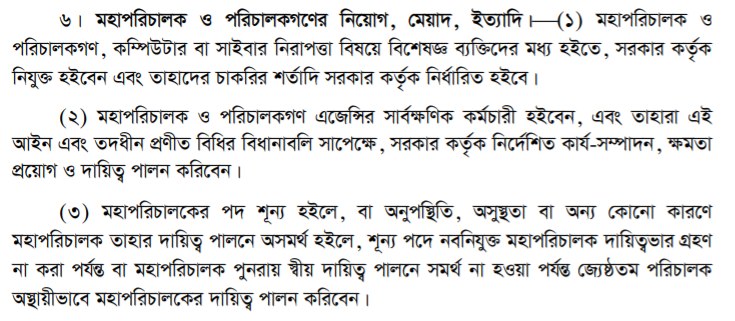 ৬। মহাপরিচালক ও পরিচালকগণের নিয়োগ, মেয়াদ, ইত্যাদি।—(১) মহাপরিচালক ও
পরিচালকগণ, কম্পিউটার বা সাইবার নিরাপত্তা বিষয়ে বিশেষজ্ঞ ব্যক্তিদের মধ্য হইতে, সরকার কর্তৃক
নিযুক্ত হইবেন এবং তাহাদের চাকরির শর্তাদি সরকার কর্তৃক নির্ধারিত হইবে।
(২) মহাপরিচালক ও পরিচালকগণ এজেন্সির সার্বক্ষণিক কর্মচারী হইবেন, এবং তাহারা এই
আইন এবং তদধীন প্রণীত বিধির বিধানাবলি সাপেক্ষে, সরকার কর্তৃক নির্দেশিত কার্য-সম্পাদন, ক্ষমতা
প্রয়োগ ও দায়িত্ব পালন করিবেন।
(৩) মহাপরিচালকের পদ শূন্য হইলে, বা অনুপস্থিতি, অসুস্থতা বা অন্য কোনো কারণে
মহাপরিচালক তাহার দায়িত্ব পালনে অসমর্থ হইলে, শূন্য পদে নবনিযুক্ত মহাপরিচালক দায়িত্বভার গ্রহণ
না করা পর্যন্ত বা মহাপরিচালক পুনরায় স্বীয় দায়িত্ব পালনে সমর্থ না হওয়া পর্যন্ত জ্যেষ্ঠতম পরিচালক
অস্থায়ীভাবে মহাপরিচালকের দায়িত্ব পালন করিবেন।